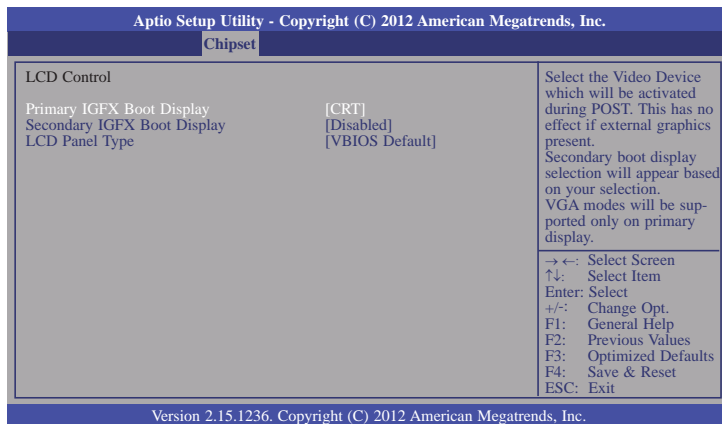 Aptio Setup Utility - Copyright (C) 2012 American Megatrends, Inc.
Chipset
LCD Control
Primary IGFX Boot Display [CRT]
Secondary IGFX Boot Display [Disabled]
LCD Panel Type [VBIOS Default]
Select the Video Device
which will be activated
during POST. This has no
effect if external graphics
present.
Secondary boot display
selection will appear based
on your selection.
VGA modes will be sup-
ported only on primary
display.
→ ←: Select Screen
↑↓: Select Item
Enter: Select
+/-: Change Opt.
F1: General Help
F2: Previous Values
F3: Optimized Defaults
F4: Save & Reset
ESC: Exit
Version 2.15.1236. Copyright (C) 2012 American Megatrends, Inc.